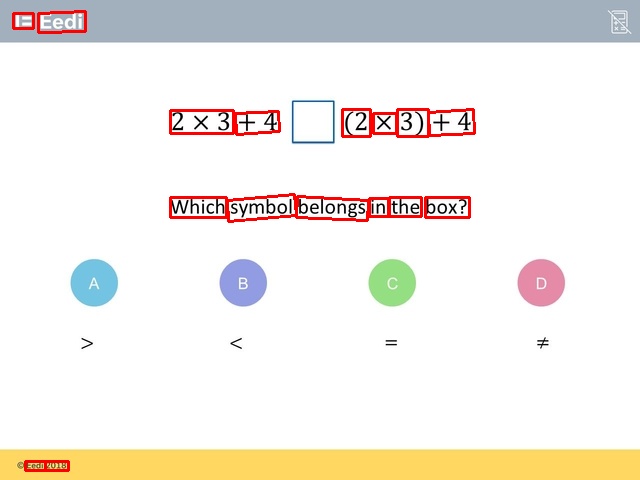 Eedi
2 × 3 + 4 (2 × 3) + 4
Which symbol belongs in the box?
A B C D
> < = ≠
© Eedi 2018